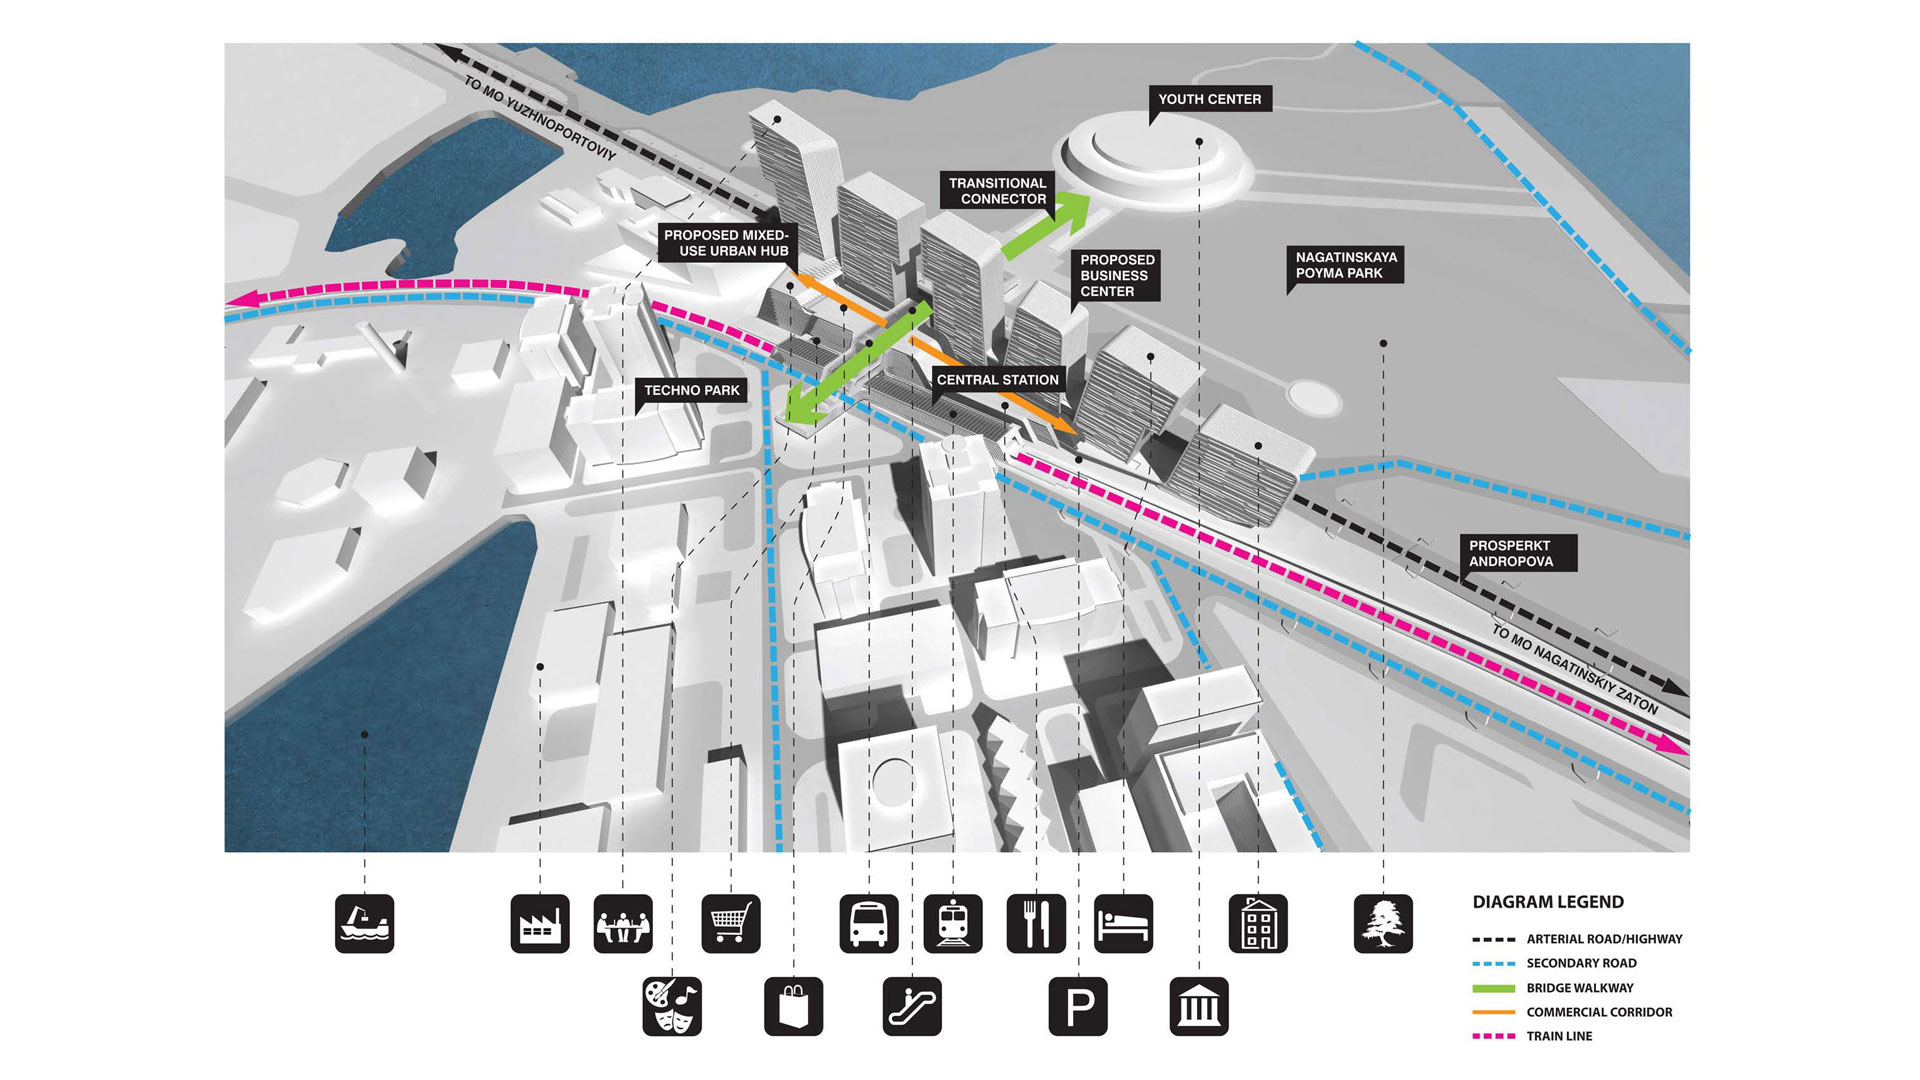 TO MO YUZHNOPORTOVIY
YOUTH CENTER
TRANSITIONAL
CONNECTOR
PROPOSED MIXED-
USE URBAN HUB
PROPOSED
BUSINESS
CENTER
NAGATINSKAYA
POYMA PARK
TECHNO PARK
CENTRAL STATION
PROSPERKT
ANDROPOVA
TO MO NAGATINSKIY ZATON
P
DIAGRAM LEGEND
ARTERIAL ROAD/HIGHWAY
SECONDARY ROAD
BRIDGE WALKWAY
COMMERCIAL CORRIDOR
TRAIN LINE